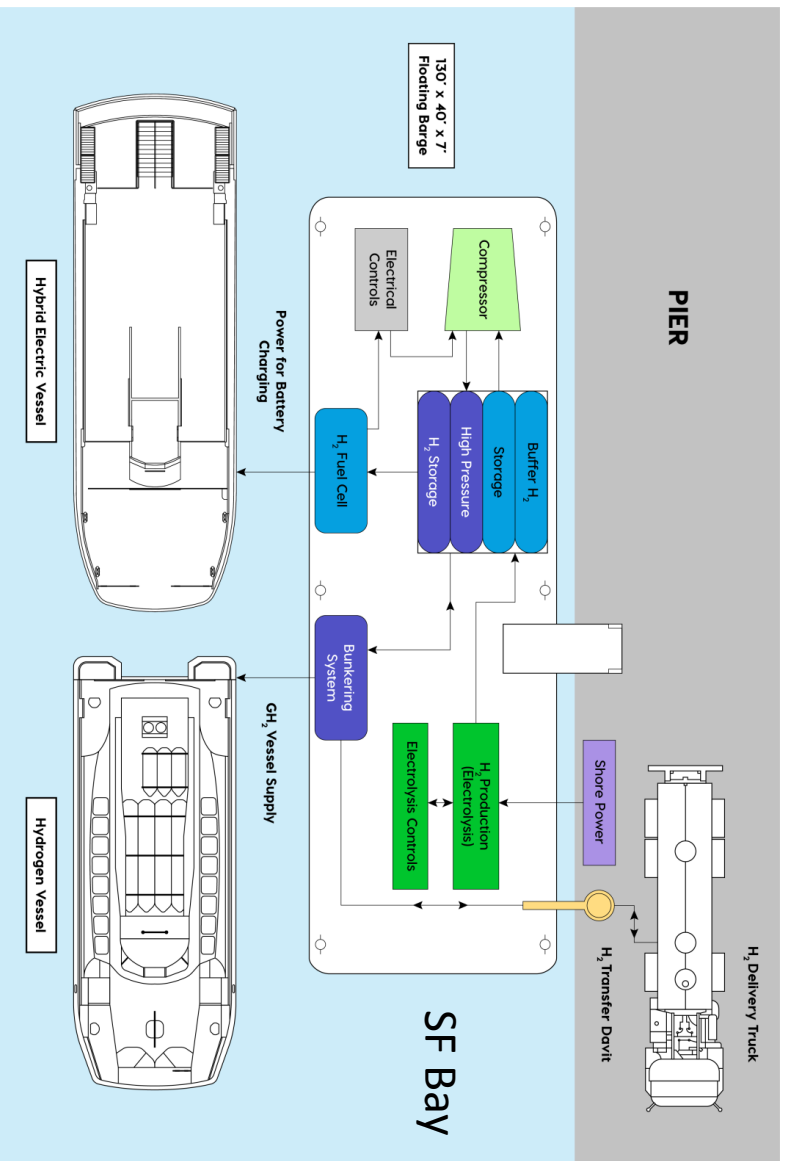 PIER
H₂ Delivery Truck
H₂ Transfer Davit
Shore Power
130' x 40' x 7'
Floating Barge
Compressor
Buffer H₂
Storage
High Pressure
H₂ Storage
H₂ Production
(Electrolysis)
Electrolysis Controls
Electrical
Controls
H₂ Fuel Cell
Bunkering
System
SF Bay
Power for Battery
Charging
GH₂ Vessel Supply
Hybrid Electric Vessel
Hydrogen Vessel